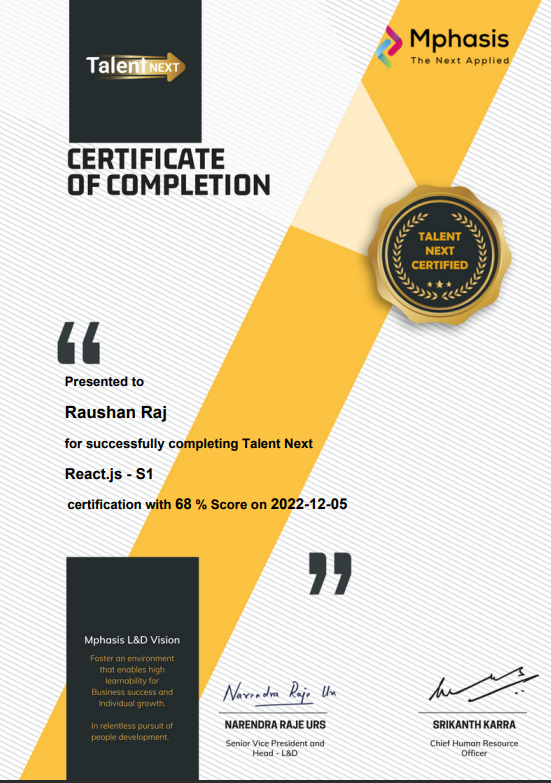 Talent NEXT
Mphasis
The Next Applied
CERTIFICATE
OF COMPLETION
TALENT
NEXT
CERTIFIED
“
Presented to
Raushan Raj
for successfully completing Talent Next
React.js - S1
certification with 68 % Score on 2022-12-05
”
Mphasis L&D Vision
Foster an environment
that enables high
learnability for
Business success and
Individual growth.
In relentless pursuit of
people development.
Narendra Raje Urs
NARENDRA RAJE URS
Senior Vice President and
Head - L&D
SRIKANTH KARRA
Chief Human Resource
Officer